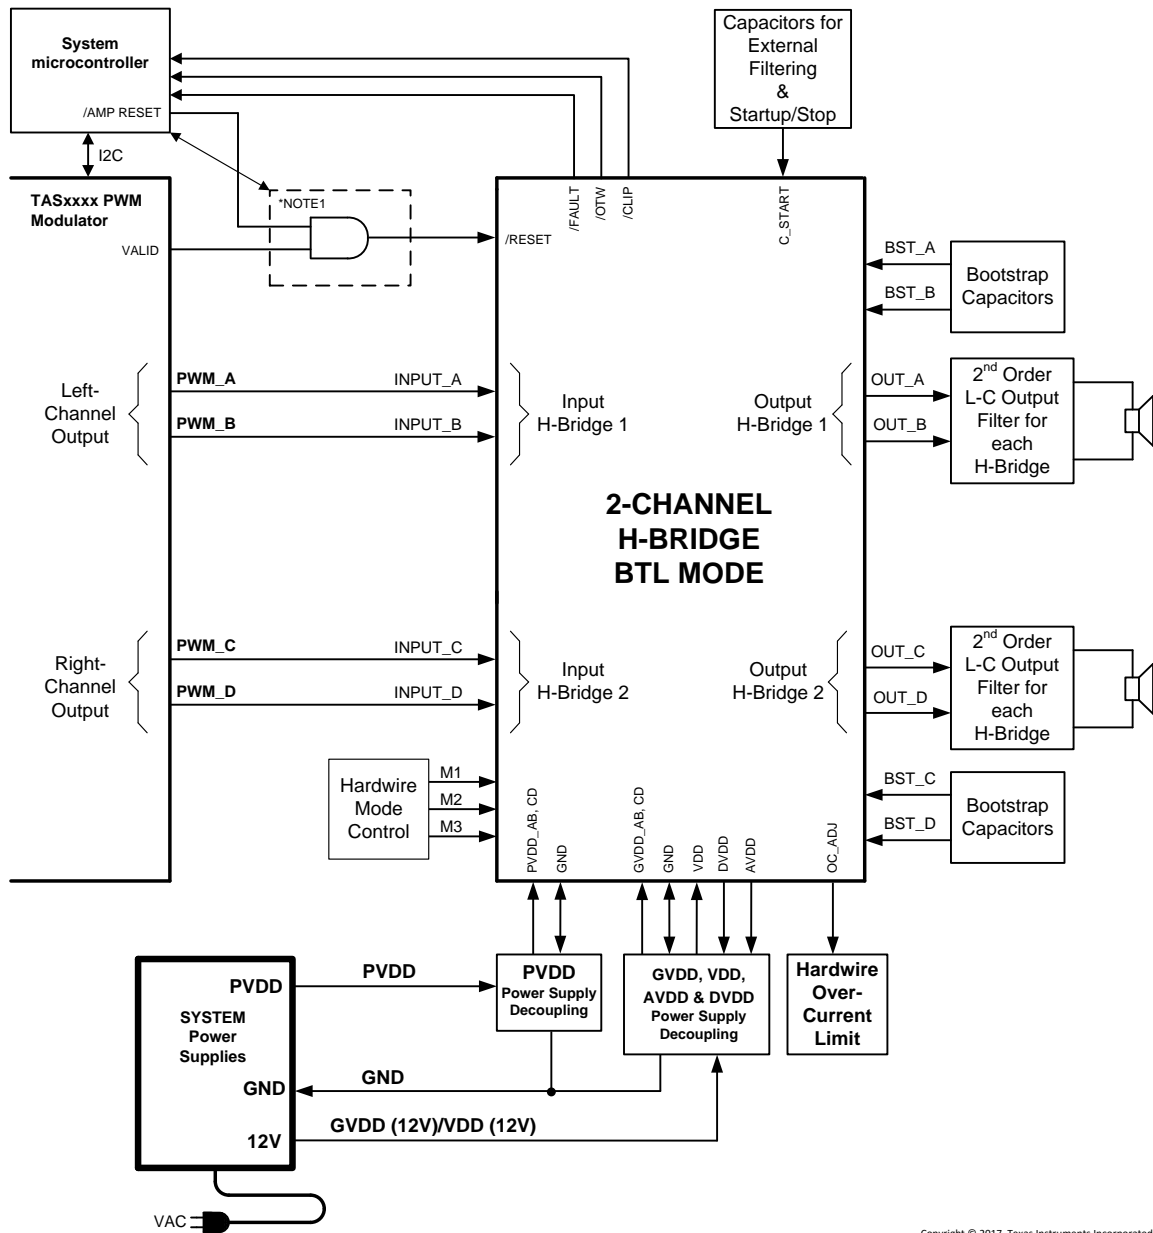 System
microcontroller
/AMP RESET
I2C
TASxxxx PWM
Modulator
VALID
*NOTE1
/RESET
/FAULT
/OTW
/CLIP
Capacitors for
External
Filtering
&
Startup/Stop
C_START
BST_A
BST_B
Bootstrap
Capacitors
Left-
Channel
Output
PWM_A
PWM_B
INPUT_A
INPUT_B
Input
H-Bridge 1
Output
H-Bridge 1
OUT_A
OUT_B
2nd Order
L-C Output
Filter for
each
H-Bridge
2-CHANNEL
H-BRIDGE
BTL MODE
Right-
Channel
Output
PWM_C
PWM_D
INPUT_C
INPUT_D
Input
H-Bridge 2
Output
H-Bridge 2
OUT_C
OUT_D
2nd Order
L-C Output
Filter for
each
H-Bridge
Hardwire
Mode
Control
M1
M2
M3
PVDD_AB, CD
GND
GVDD_AB, CD
GND
VDD
DVDD
AVDD
OC_ADJ
BST_C
BST_D
Bootstrap
Capacitors
PVDD
SYSTEM
Power
Supplies
GND
12V
PVDD
PVDD
Power Supply
Decoupling
GVDD, VDD,
AVDD & DVDD
Power Supply
Decoupling
Hardwire
Over-
Current
Limit
GND
GVDD (12V)/VDD (12V)
VAC
Copyright © 2017, Texas Instruments Incorporated